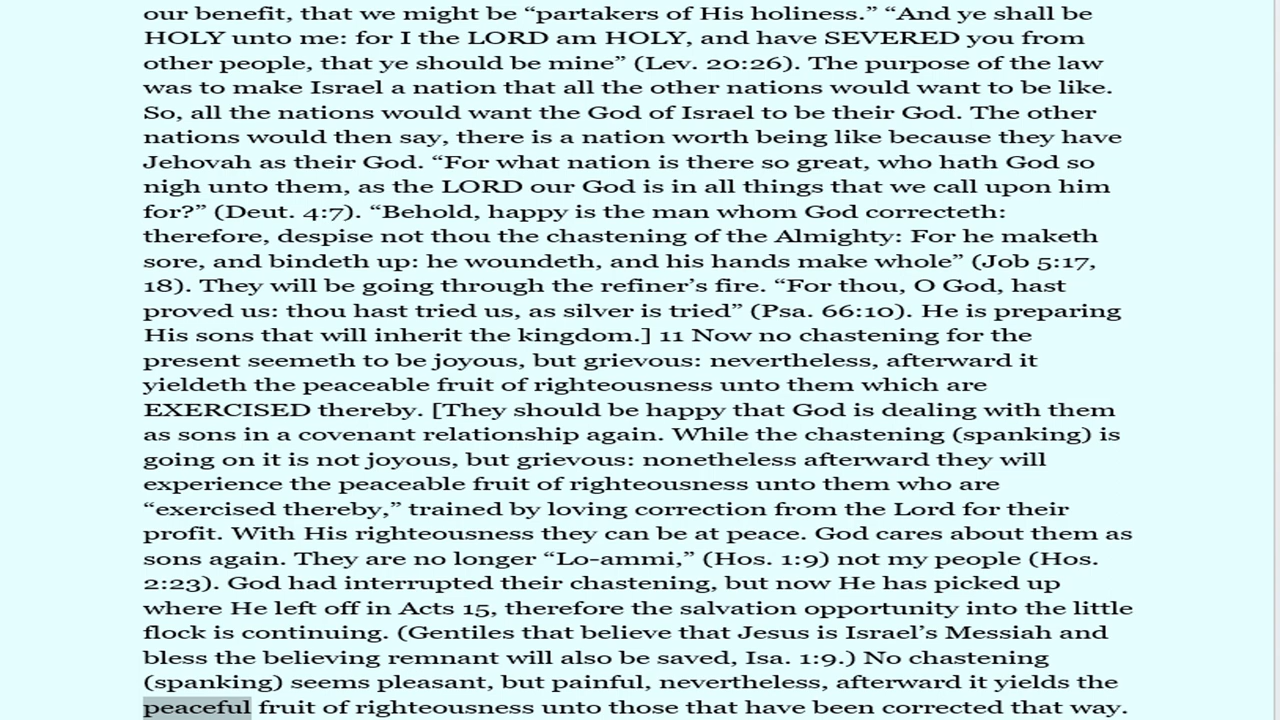 our benefit, that we might be “partakers of His holiness.” “And ye shall be
HOLY unto me: for I the LORD am HOLY, and have SEVERED you from
other people, that ye should be mine” (Lev. 20:26). The purpose of the law
was to make Israel a nation that all the other nations would want to be like.
So, all the nations would want the God of Israel to be their God. The other
nations would then say, there is a nation worth being like because they have
Jehovah as their God. “For what nation is there so great, who hath God so
nigh unto them, as the LORD our God is in all things that we call upon him
for?” (Deut. 4:7). “Behold, happy is the man whom God correcteth:
therefore, despise not thou the chastening of the Almighty: For he maketh
sore, and bindeth up: he woundeth, and his hands make whole” (Job 5:17,
18). They will be going through the refiner’s fire. “For thou, O God, hast
proved us: thou hast tried us, as silver is tried” (Psa. 66:10). He is preparing
His sons that will inherit the kingdom.] 11 Now no chastening for the
present seemeth to be joyous, but grievous: nevertheless, afterward it
yieldeth the peaceable fruit of righteousness unto them which are
EXERCISED thereby. [They should be happy that God is dealing with them
as sons in a covenant relationship again. While the chastening (spanking) is
going on it is not joyous, but grievous: nonetheless afterward they will
experience the peaceable fruit of righteousness unto them who are
“exercised thereby,” trained by loving correction from the Lord for their
profit. With His righteousness they can be at peace. God cares about them as
sons again. They are no longer “Lo-ammi,” (Hos. 1:9) not my people (Hos.
2:23). God had interrupted their chastening, but now He has picked up
where He left off in Acts 15, therefore the salvation opportunity into the little
flock is continuing. (Gentiles that believe that Jesus is Israel’s Messiah and
bless the believing remnant will also be saved, Isa. 1:9.) No chastening
(spanking) seems pleasant, but painful, nevertheless, afterward it yields the
peaceful fruit of righteousness unto those that have been corrected that way.